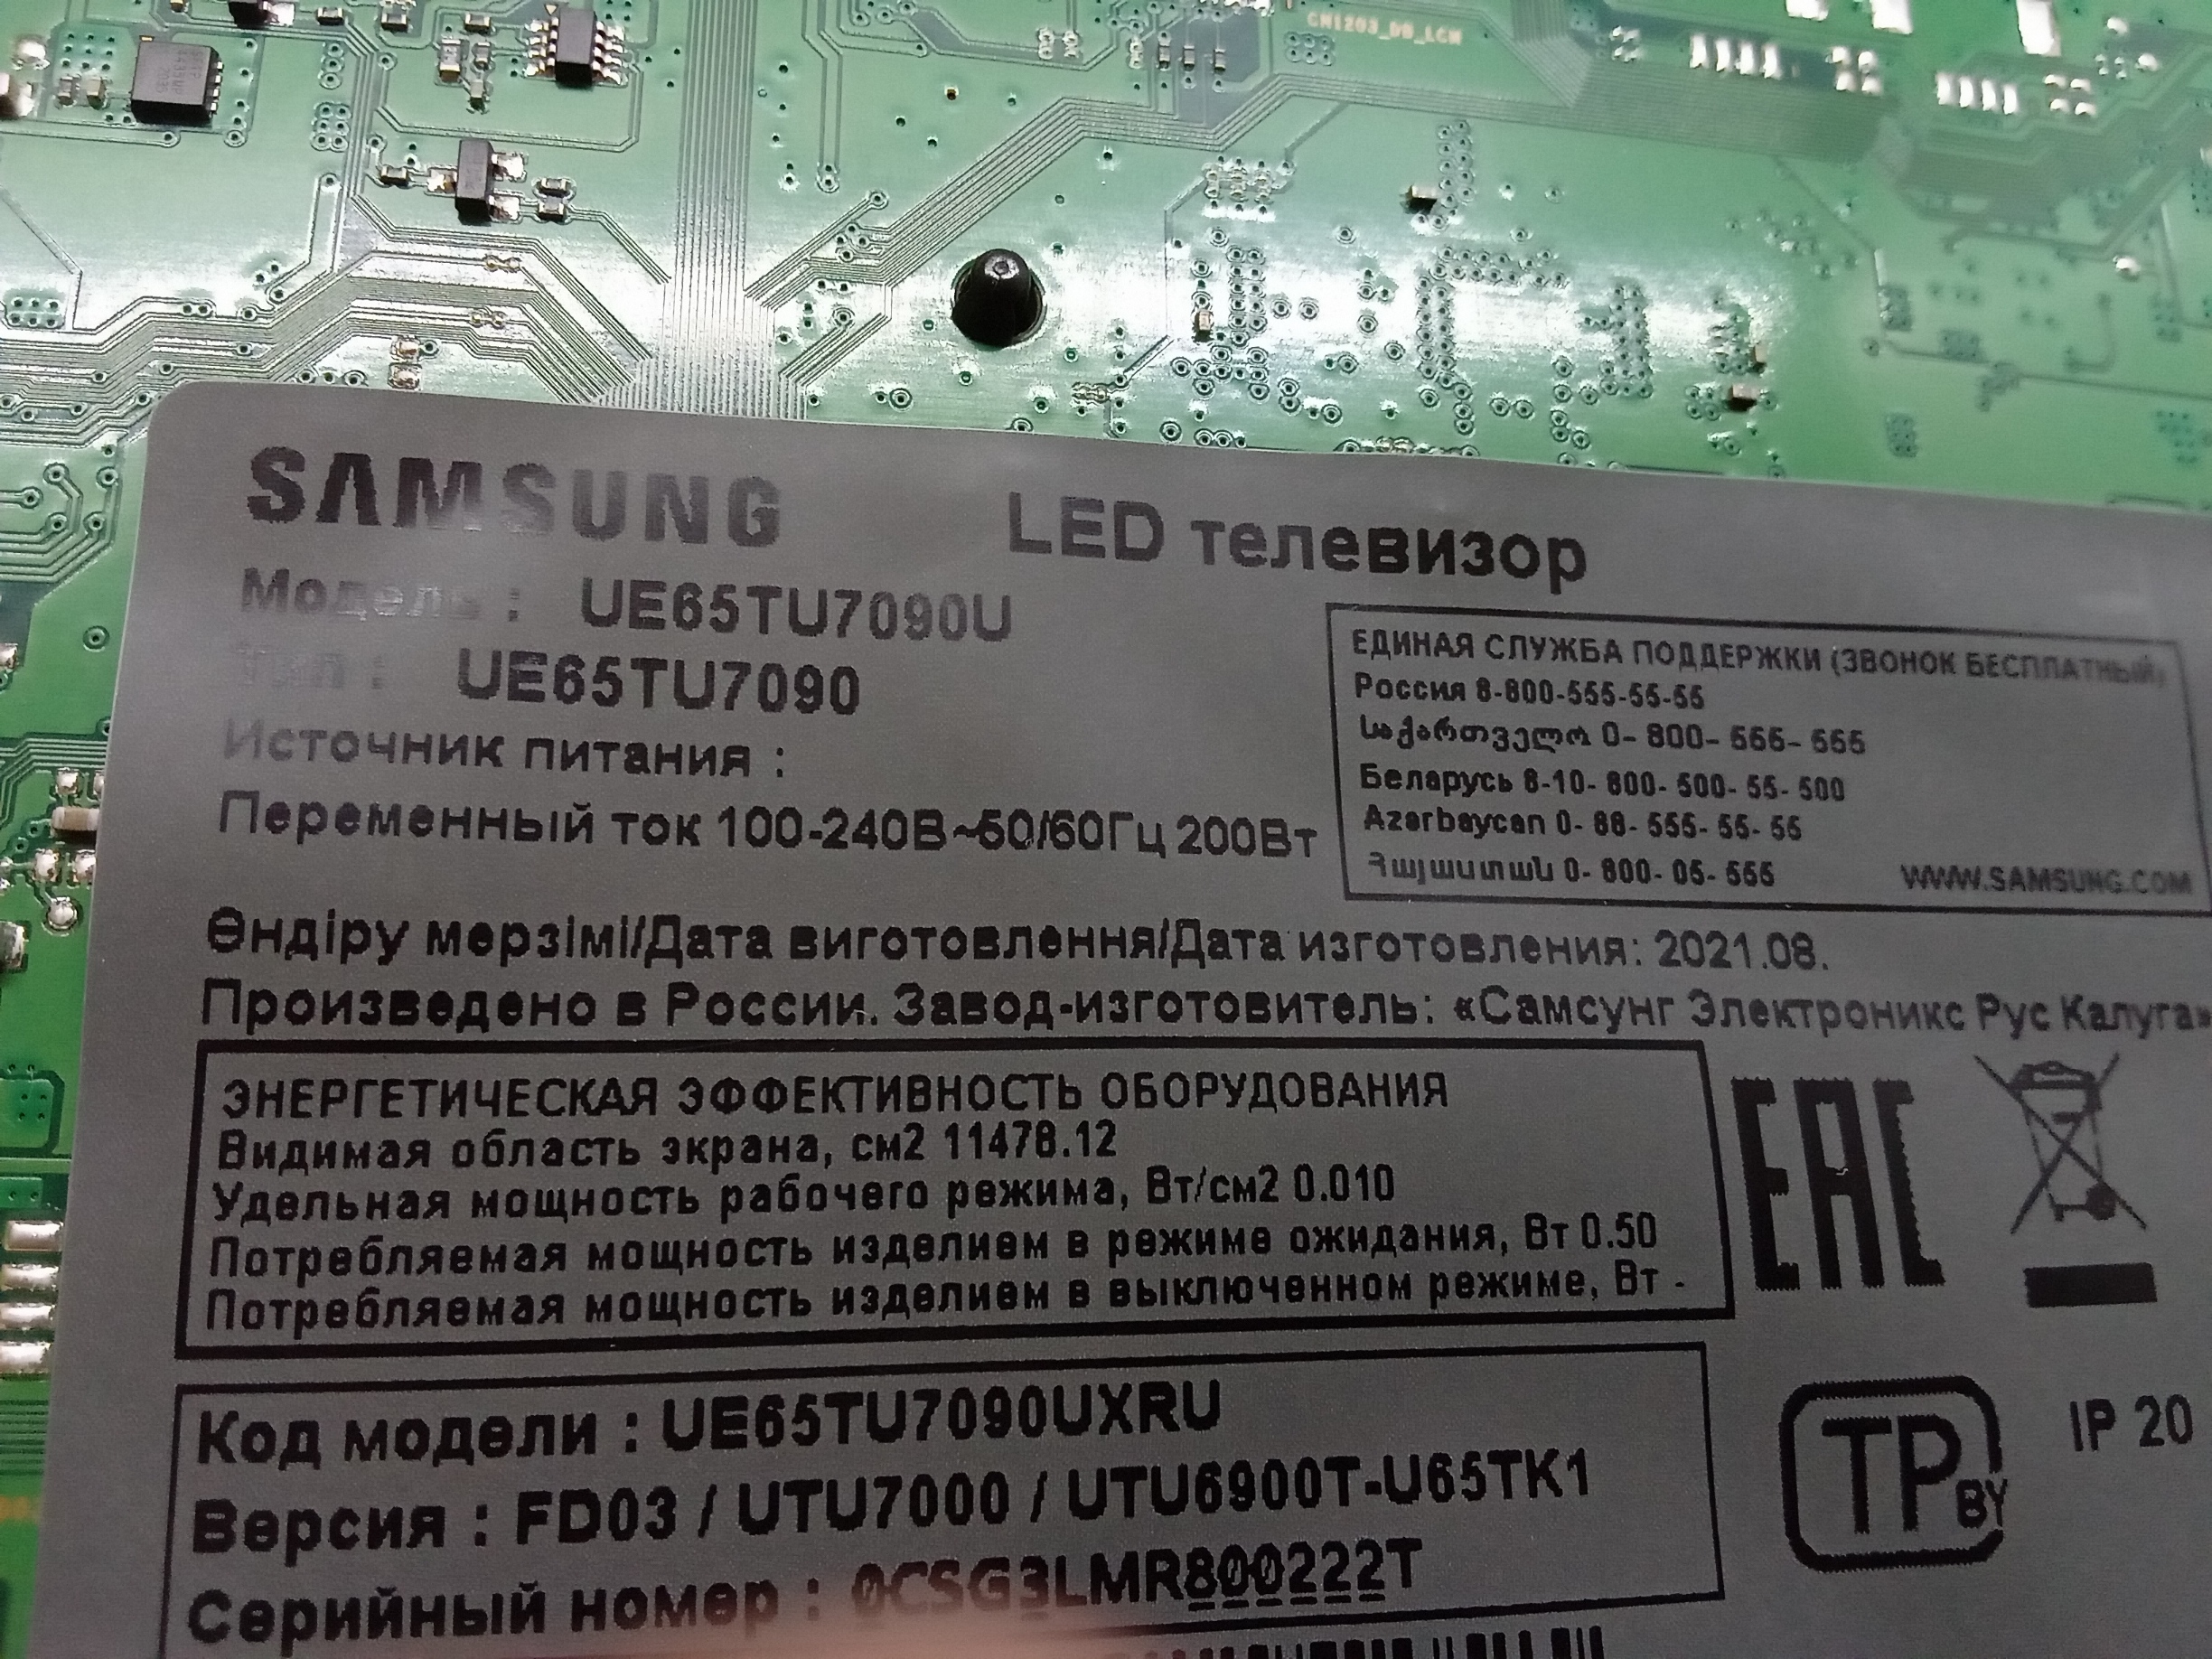 CN1203_DB_LCM
SAMSUNG LED телевизор
Модель : UE65TU7090U
Тип : UE65TU7090
Источник питания :
Переменный ток 100-240В~50/60Гц 200Вт
ЕДИНАЯ СЛУЖБА ПОДДЕРЖКИ (ЗВОНОК БЕСПЛАТНЫЙ)
Россия 8-800-555-55-55
საქართველო 0- 800- 555- 555
Беларусь 8-10- 800- 500- 55- 500
Azarbaycan 0- 88- 555- 55- 55
Հայաստան 0- 800- 05- 555
WWW.SAMSUNG.COM
Өндіру мерзімі/Дата виготовлення/Дата изготовления: 2021.08.
Произведено в России. Завод-изготовитель: «Самсунг Электроникс Рус Калуга»
ЭНЕРГЕТИЧЕСКАЯ ЭФФЕКТИВНОСТЬ ОБОРУДОВАНИЯ
Видимая область экрана, см2 11478.12
Удельная мощность рабочего режима, Вт/см2 0.010
Потребляемая мощность изделием в режиме ожидания, Вт 0.50
Потребляемая мощность изделием в выключенном режиме, Вт -
EAC
Код модели : UE65TU7090UXRU
Версия : FD03 / UTU7000 / UTU6900T-U65TK1
Серийный номер : 0CSG3LMR800222T
TP BY
IP 20